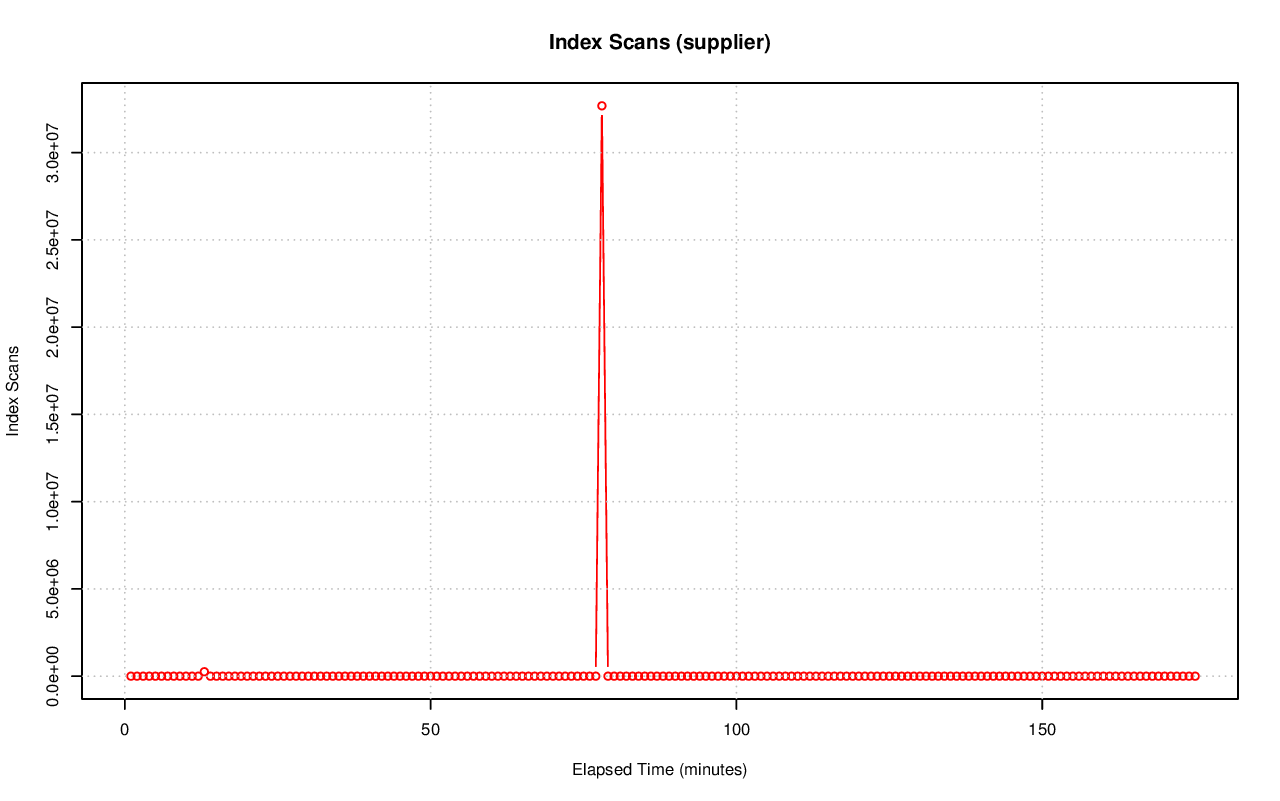 Index Scans (supplier)
Index Scans
3.0e+07
2.5e+07
2.0e+07
1.5e+07
1.0e+07
5.0e+06
0.0e+00
0 50 100 150
Elapsed Time (minutes)